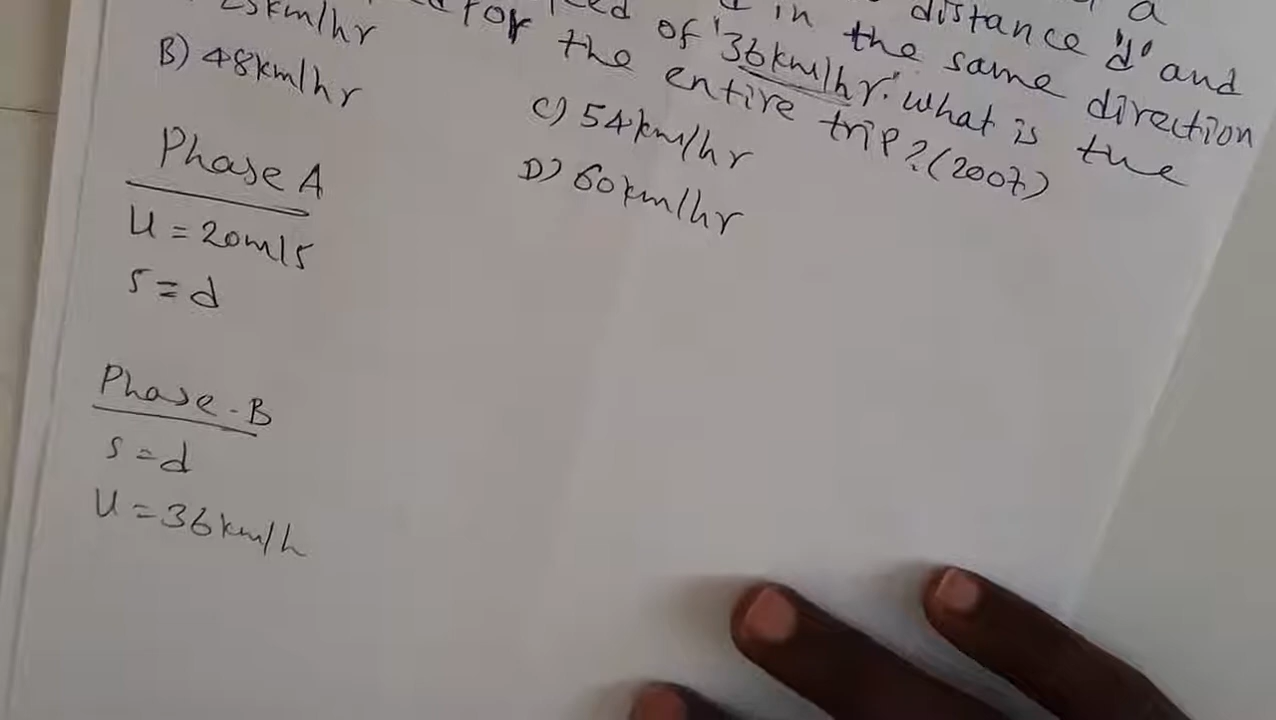 a
in distance 'd' and
for of '36km/hr.' in the same direction
the entire trip? (2007) what is the
25km/hr
B) 48km/hr
C) 54km/hr
D) 60km/hr
Phase A
U = 20m/s
s = d
Phase-B
s = d
U = 36km/h